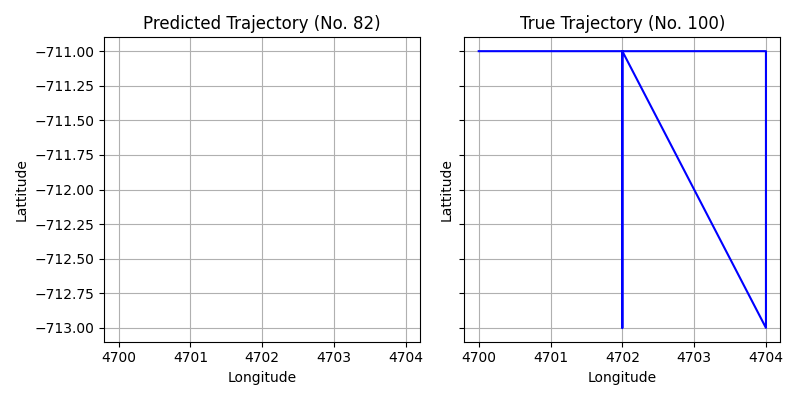 Predicted Trajectory (No. 82)
True Trajectory (No. 100)
−711.00
−711.25
−711.50
−711.75
−712.00
−712.25
−712.50
−712.75
−713.00
Lattitude
Lattitude
4700 4701 4702 4703 4704
4700 4701 4702 4703 4704
Longitude
Longitude